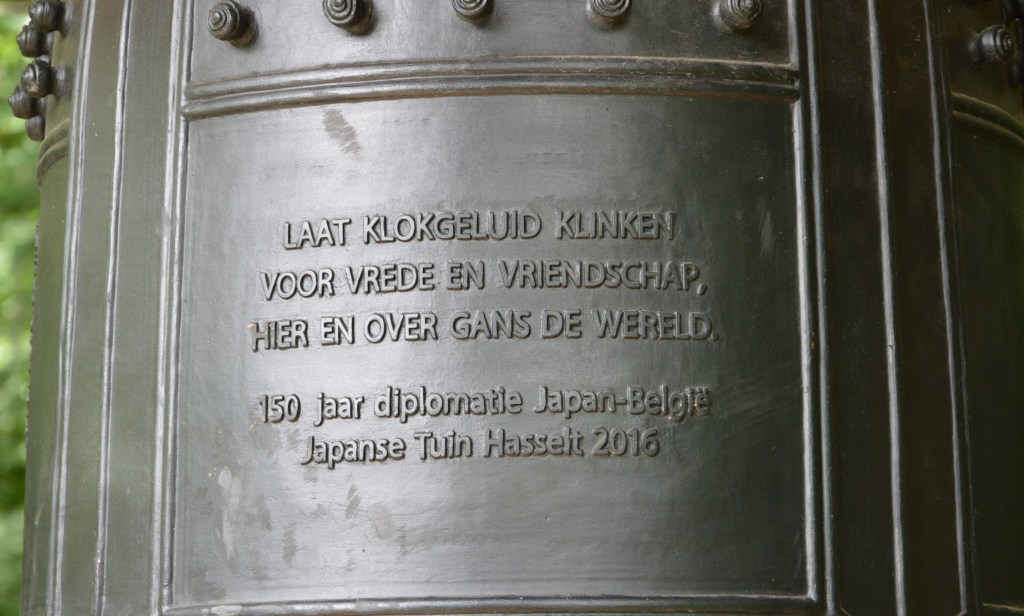 LAAT KLOKGELUID KLINKEN
VOOR VREDE EN VRIENDSCHAP,
HIER EN OVER GANS DE WERELD.
150 jaar diplomatie Japan-België
Japanse Tuin Hasselt 2016